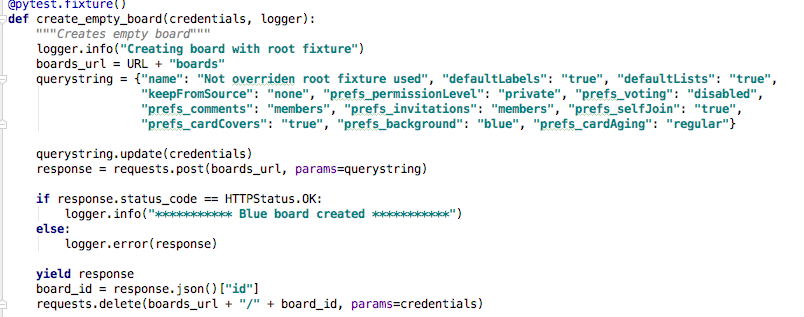 @pytest.fixture()
def create_empty_board(credentials, logger):
    """Creates empty board"""
    logger.info("Creating board with root fixture")
    boards_url = URL + "boards"
    querystring = {"name": "Not overriden root fixture used", "defaultLabels": "true", "defaultLists": "true",
                   "keepFromSource": "none", "prefs_permissionLevel": "private", "prefs_voting": "disabled",
                   "prefs_comments": "members", "prefs_invitations": "members", "prefs_selfJoin": "true",
                   "prefs_cardCovers": "true", "prefs_background": "blue", "prefs_cardAging": "regular"}
    querystring.update(credentials)
    response = requests.post(boards_url, params=querystring)
    if response.status_code == HTTPStatus.OK:
        logger.info("*********** Blue board created ***********")
    else:
        logger.error(response)
    yield response
    board_id = response.json()["id"]
    requests.delete(boards_url + "/" + board_id, params=credentials)